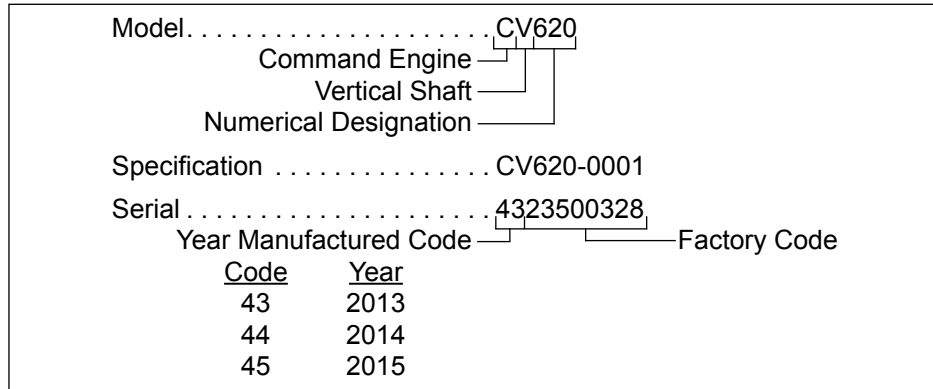 Model. . . . . . . . . . . . . . . . . . . . . CV620
Command Engine
Vertical Shaft
Numerical Designation
Specification . . . . . . . . . . . . . . . CV620-0001
Serial . . . . . . . . . . . . . . . . . . . . . 4323500328
Year Manufactured Code Factory Code
Code Year
43 2013
44 2014
45 2015